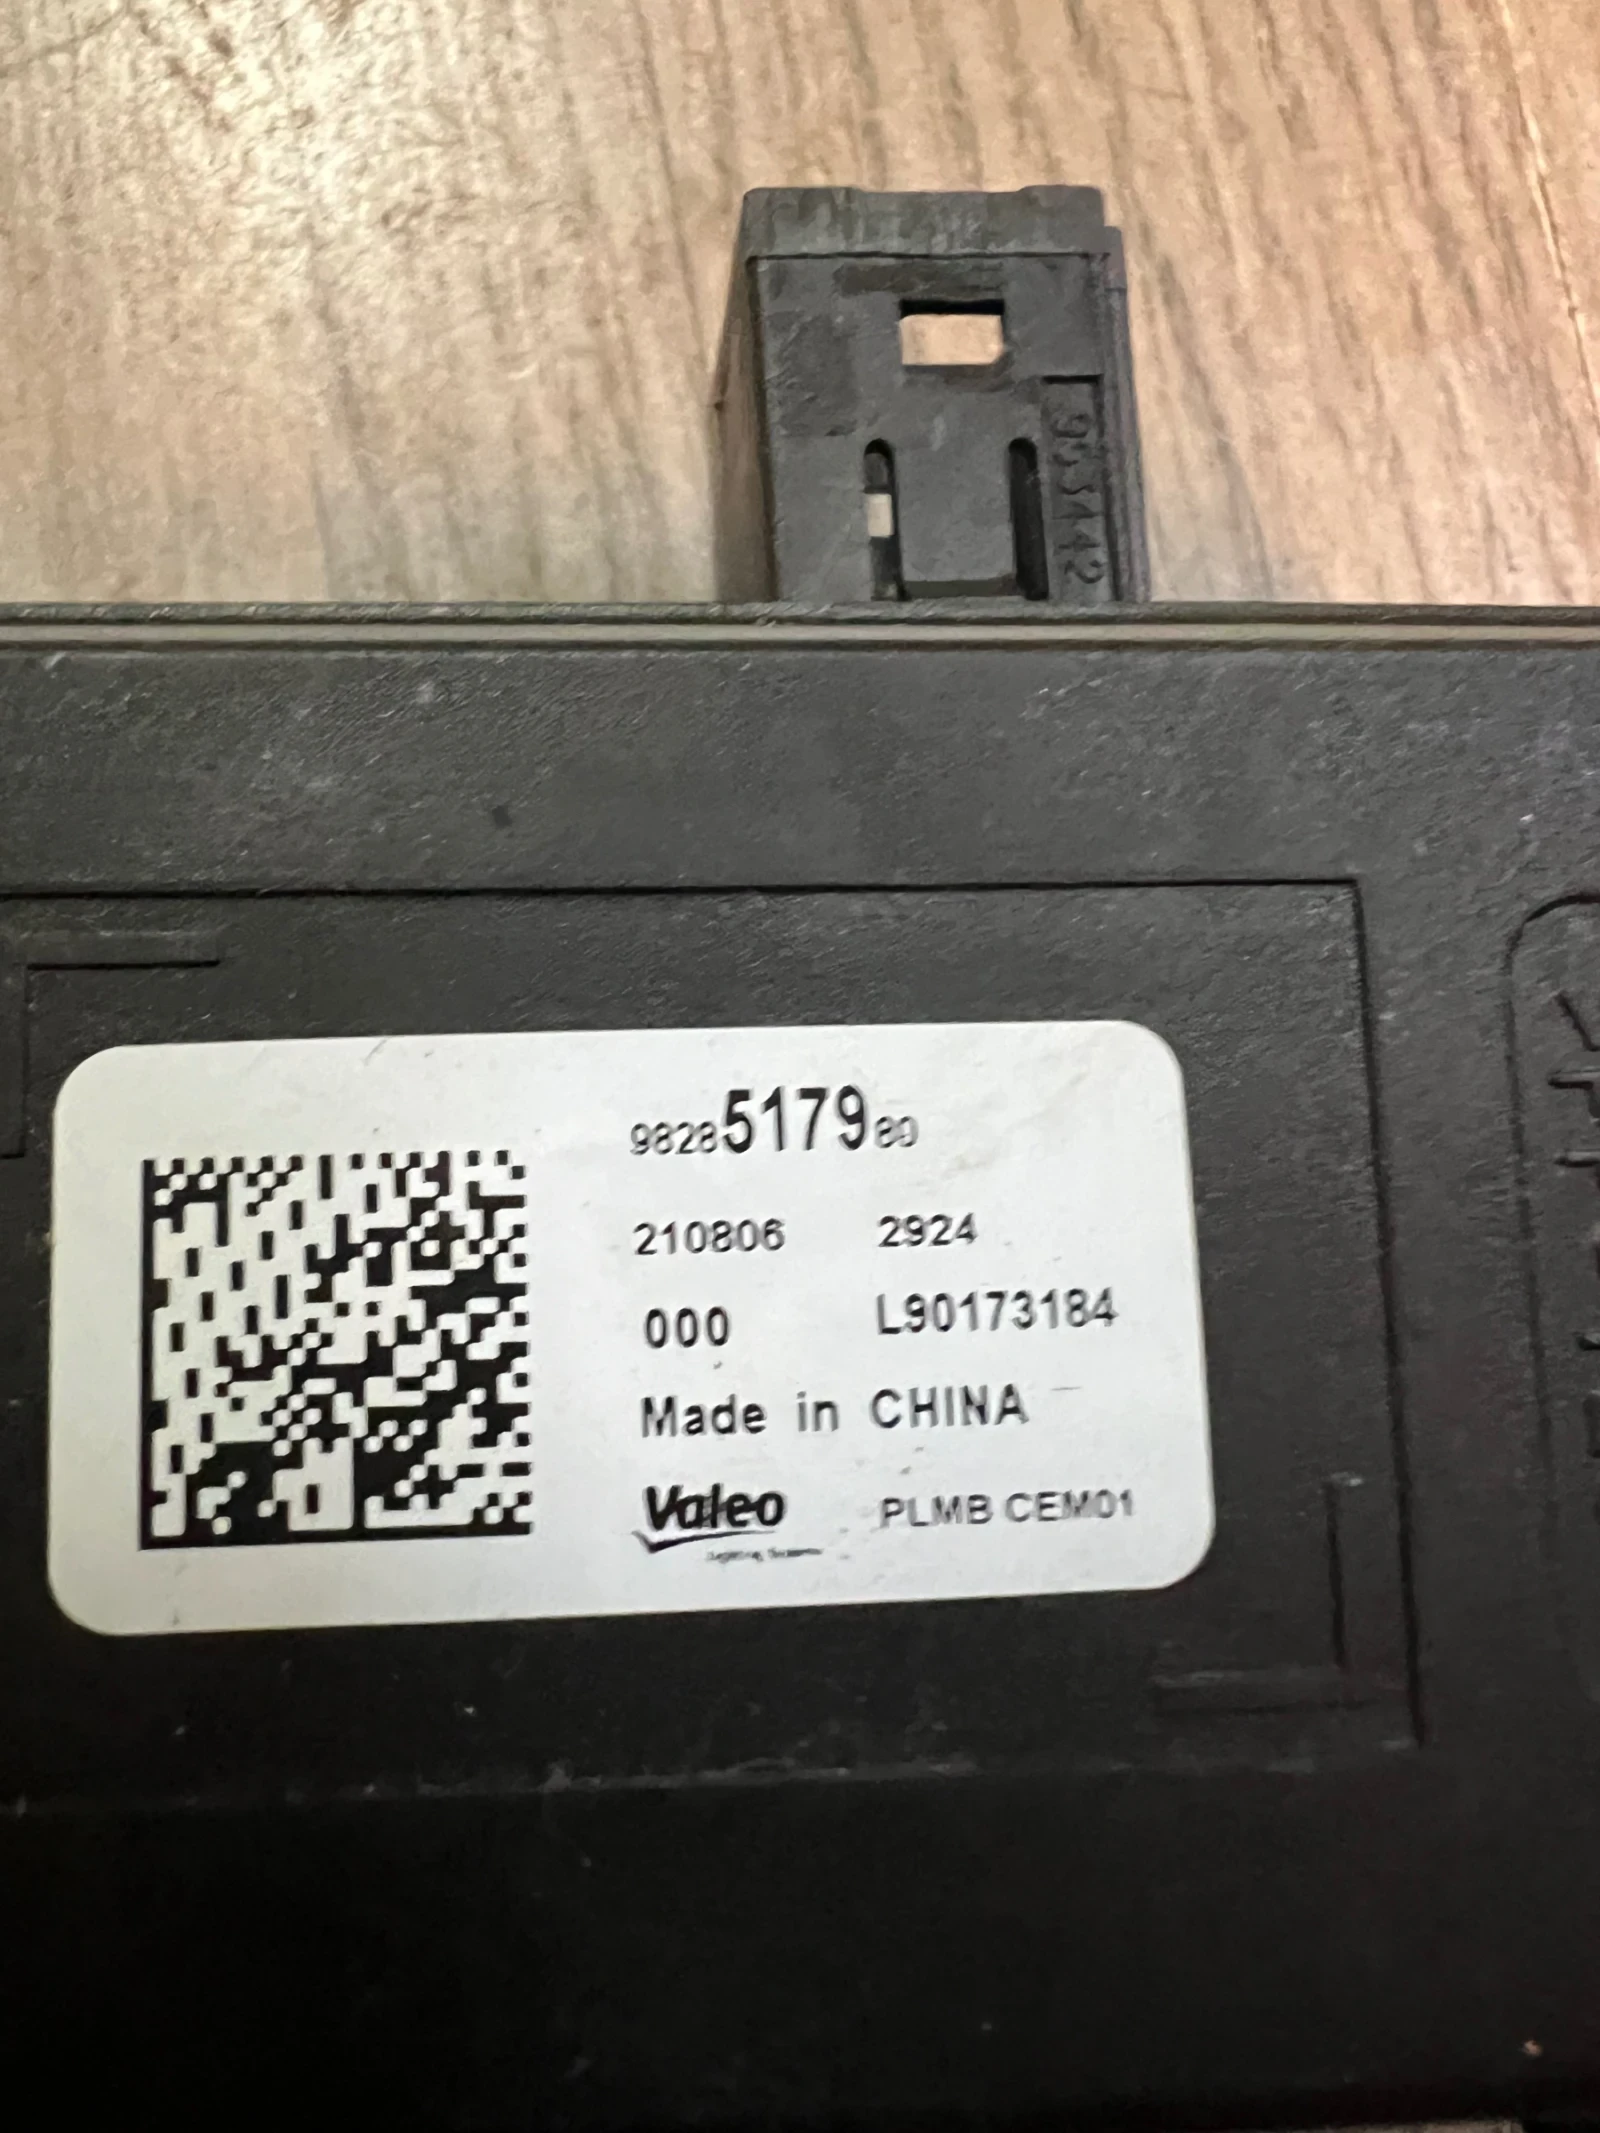 9828517980
210806 2924
000 L90173184
Made in CHINA
Valeo PLMB CEM01